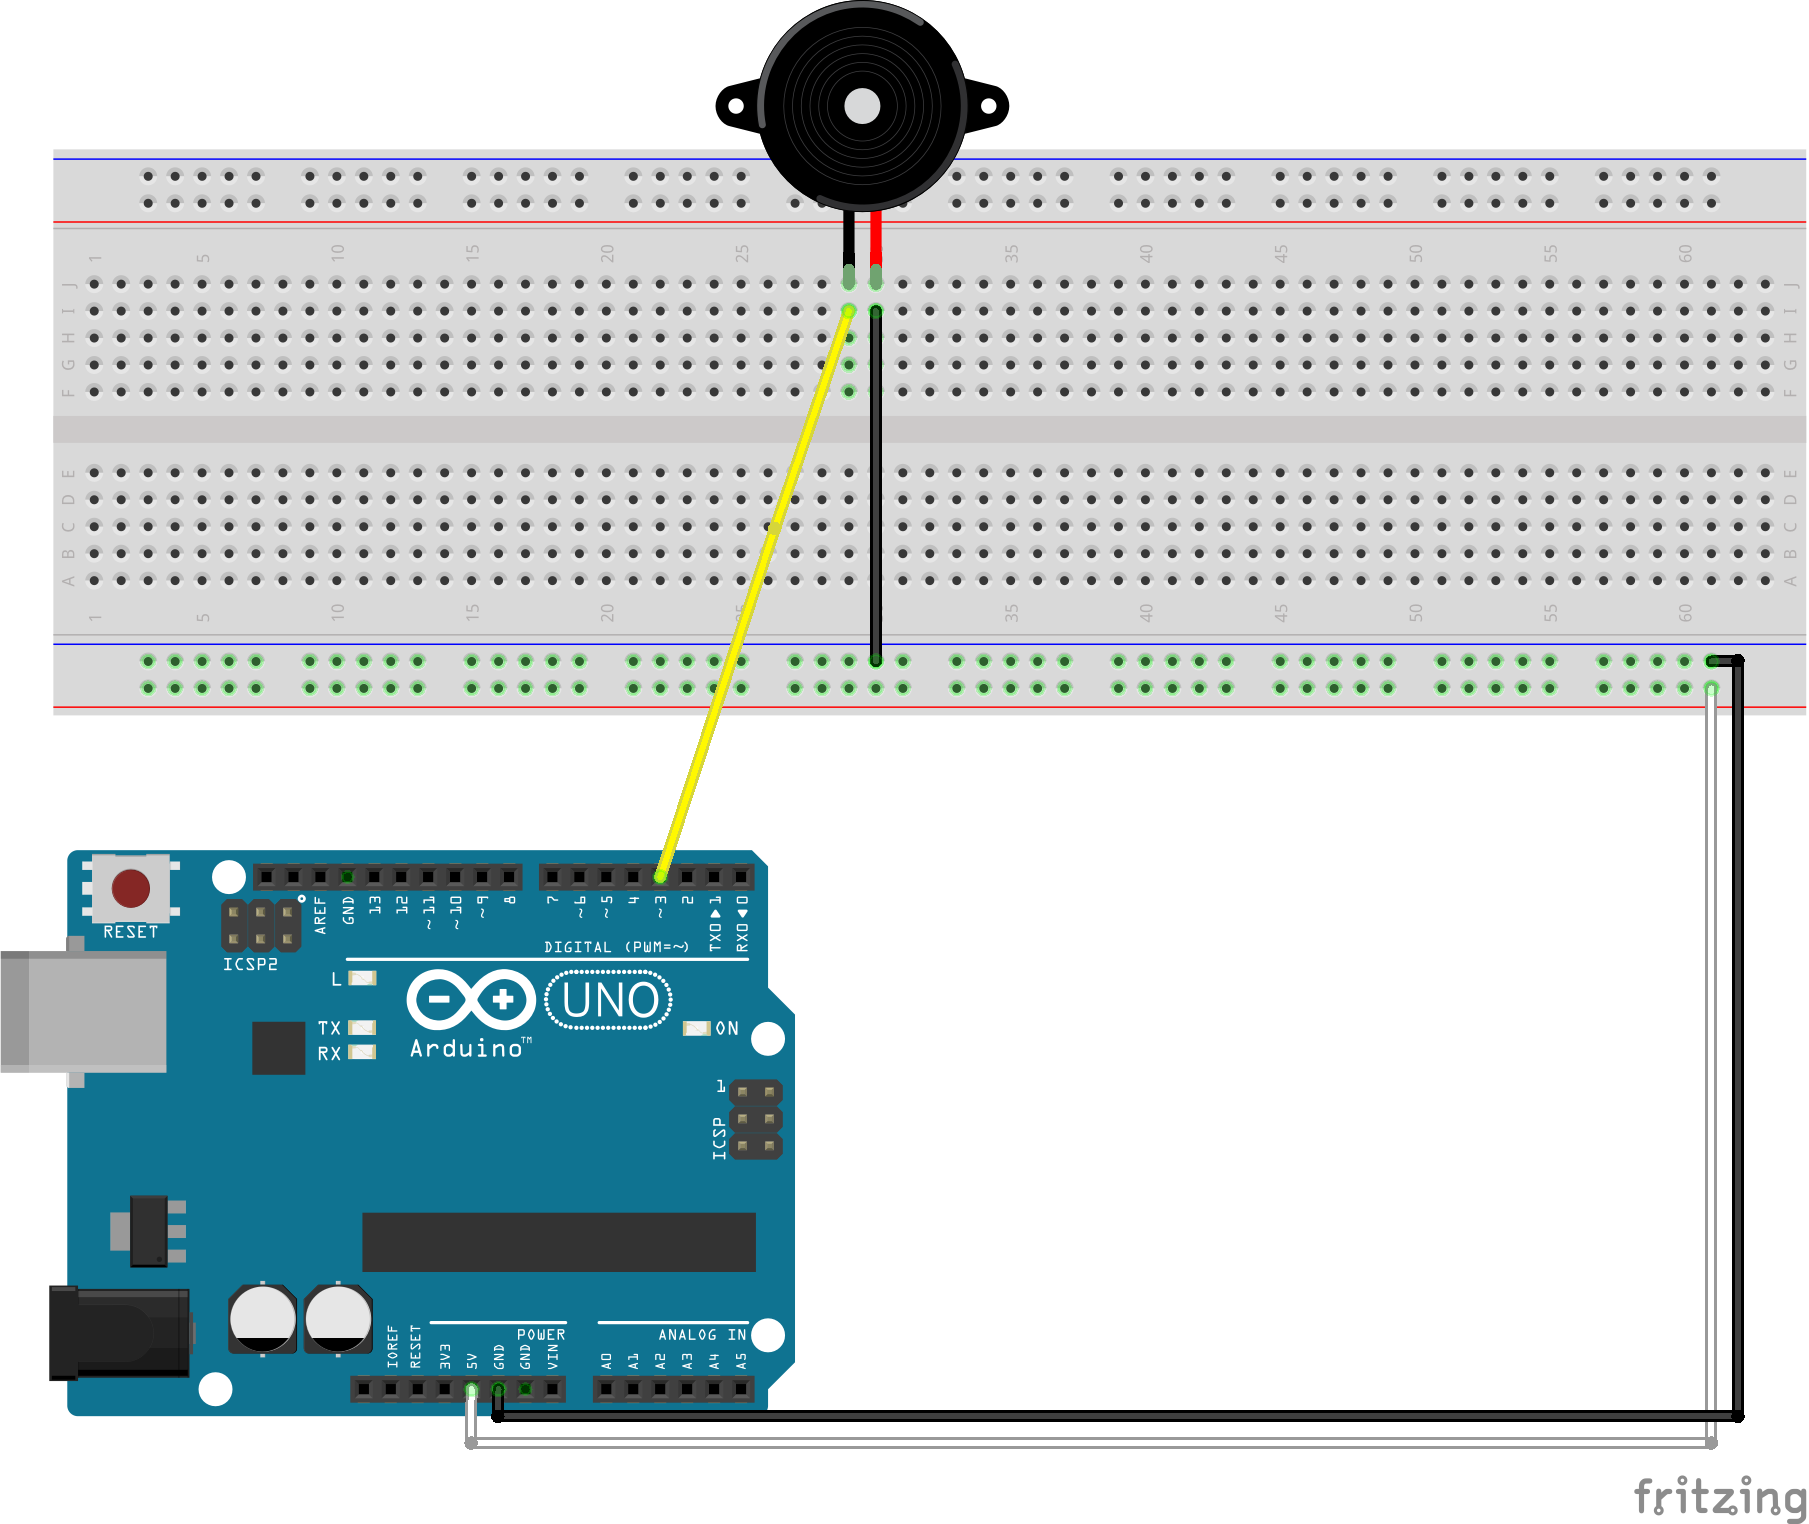 1 5 10 15 20 25 35 40 45 50 55 60
J J
I I
H H
G G
F F
E E
D D
C C
B B
A A
1 5 10 15 20 35 40 45 50 55 60
RESET
ICSP2
AREF GND 13 12 ~11 ~10 ~9 8 7 ~6 ~5 4 ~3 2 TX0▶1 RX0◀0
DIGITAL (PWM=~)
L
TX
RX
UNO
ON
Arduino™
1
ICSP
POWER
ANALOG IN
IOREF RESET 3V3 5V GND GND VIN A0 A1 A2 A3 A4 A5
fritzing